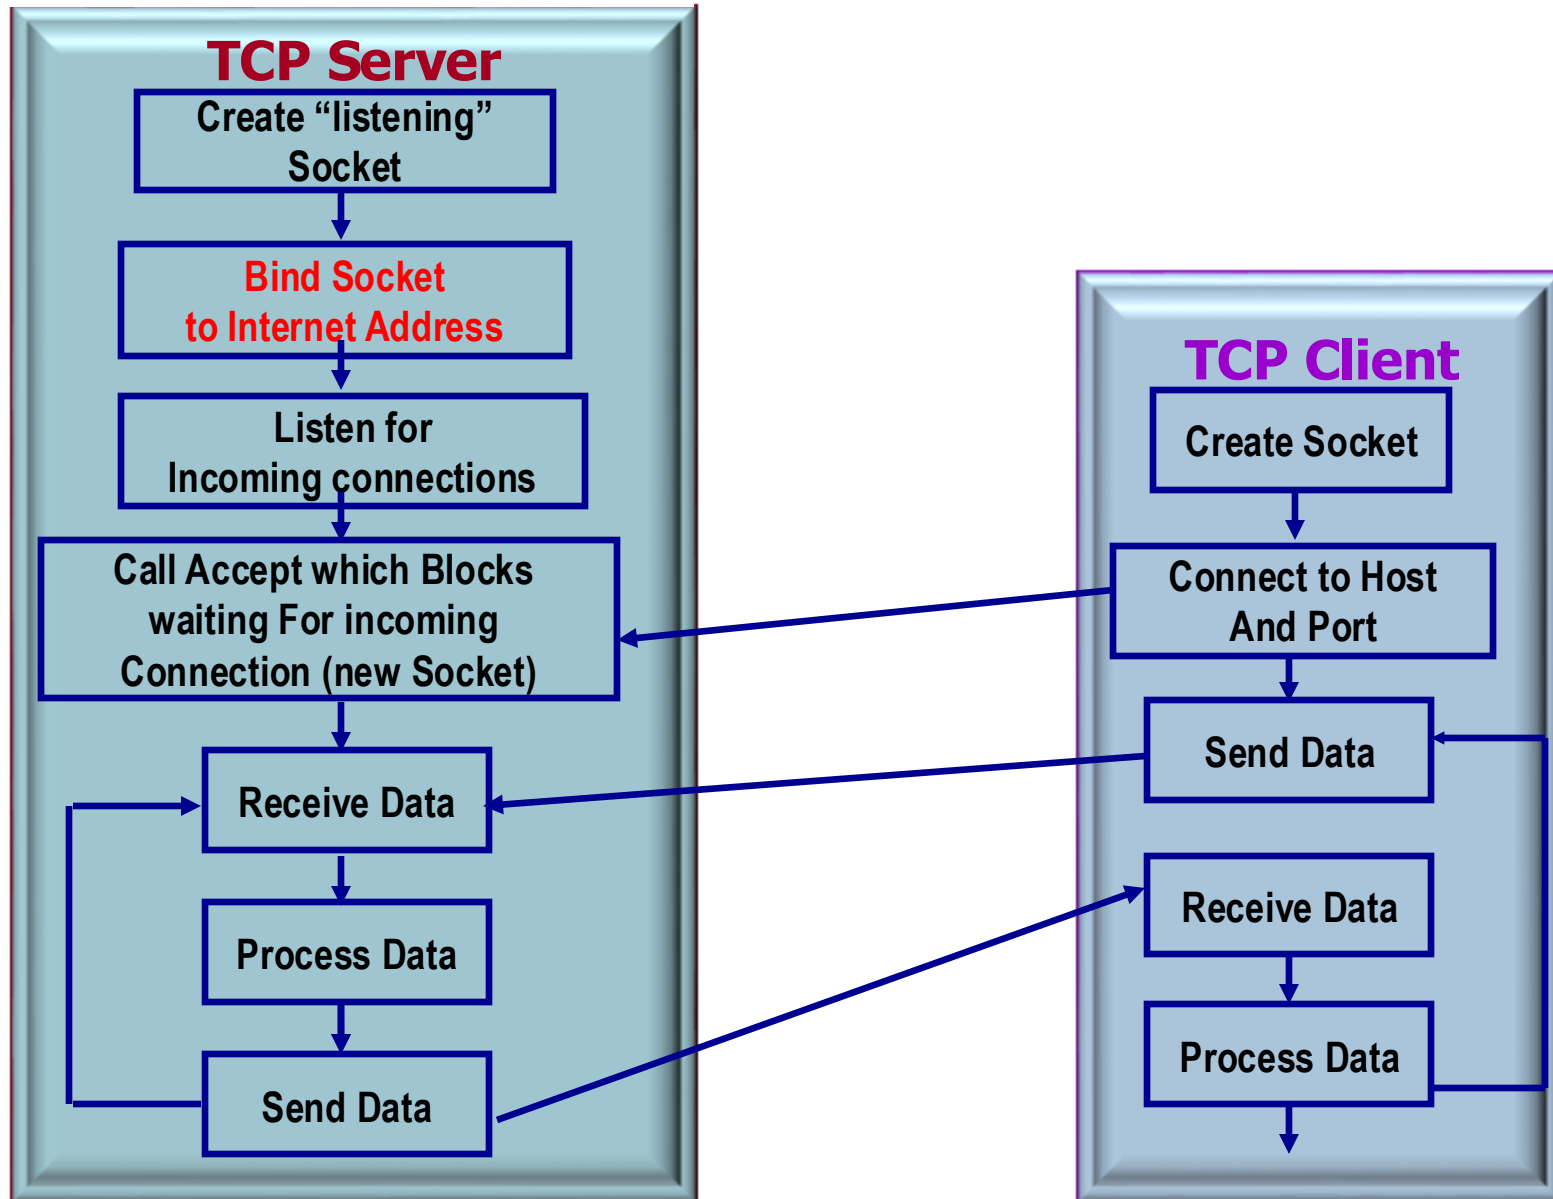 TCP Server
Create “listening”
Socket
Bind Socket
to Internet Address
Listen for
Incoming connections
Call Accept which Blocks
waiting For incoming
Connection (new Socket)
Receive Data
Process Data
Send Data
TCP Client
Create Socket
Connect to Host
And Port
Send Data
Receive Data
Process Data